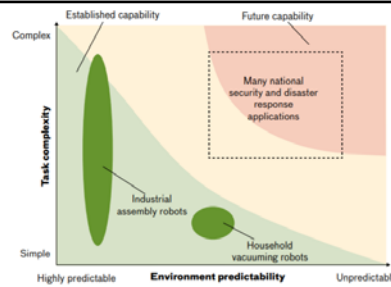 Established capability
Future capability
Complex
Many national
security and disaster
response
applications
Task complexity
Industrial
assembly robots
Household
vacuuming robots
Simple
Highly predictable
Environment predictability
Unpredictabl